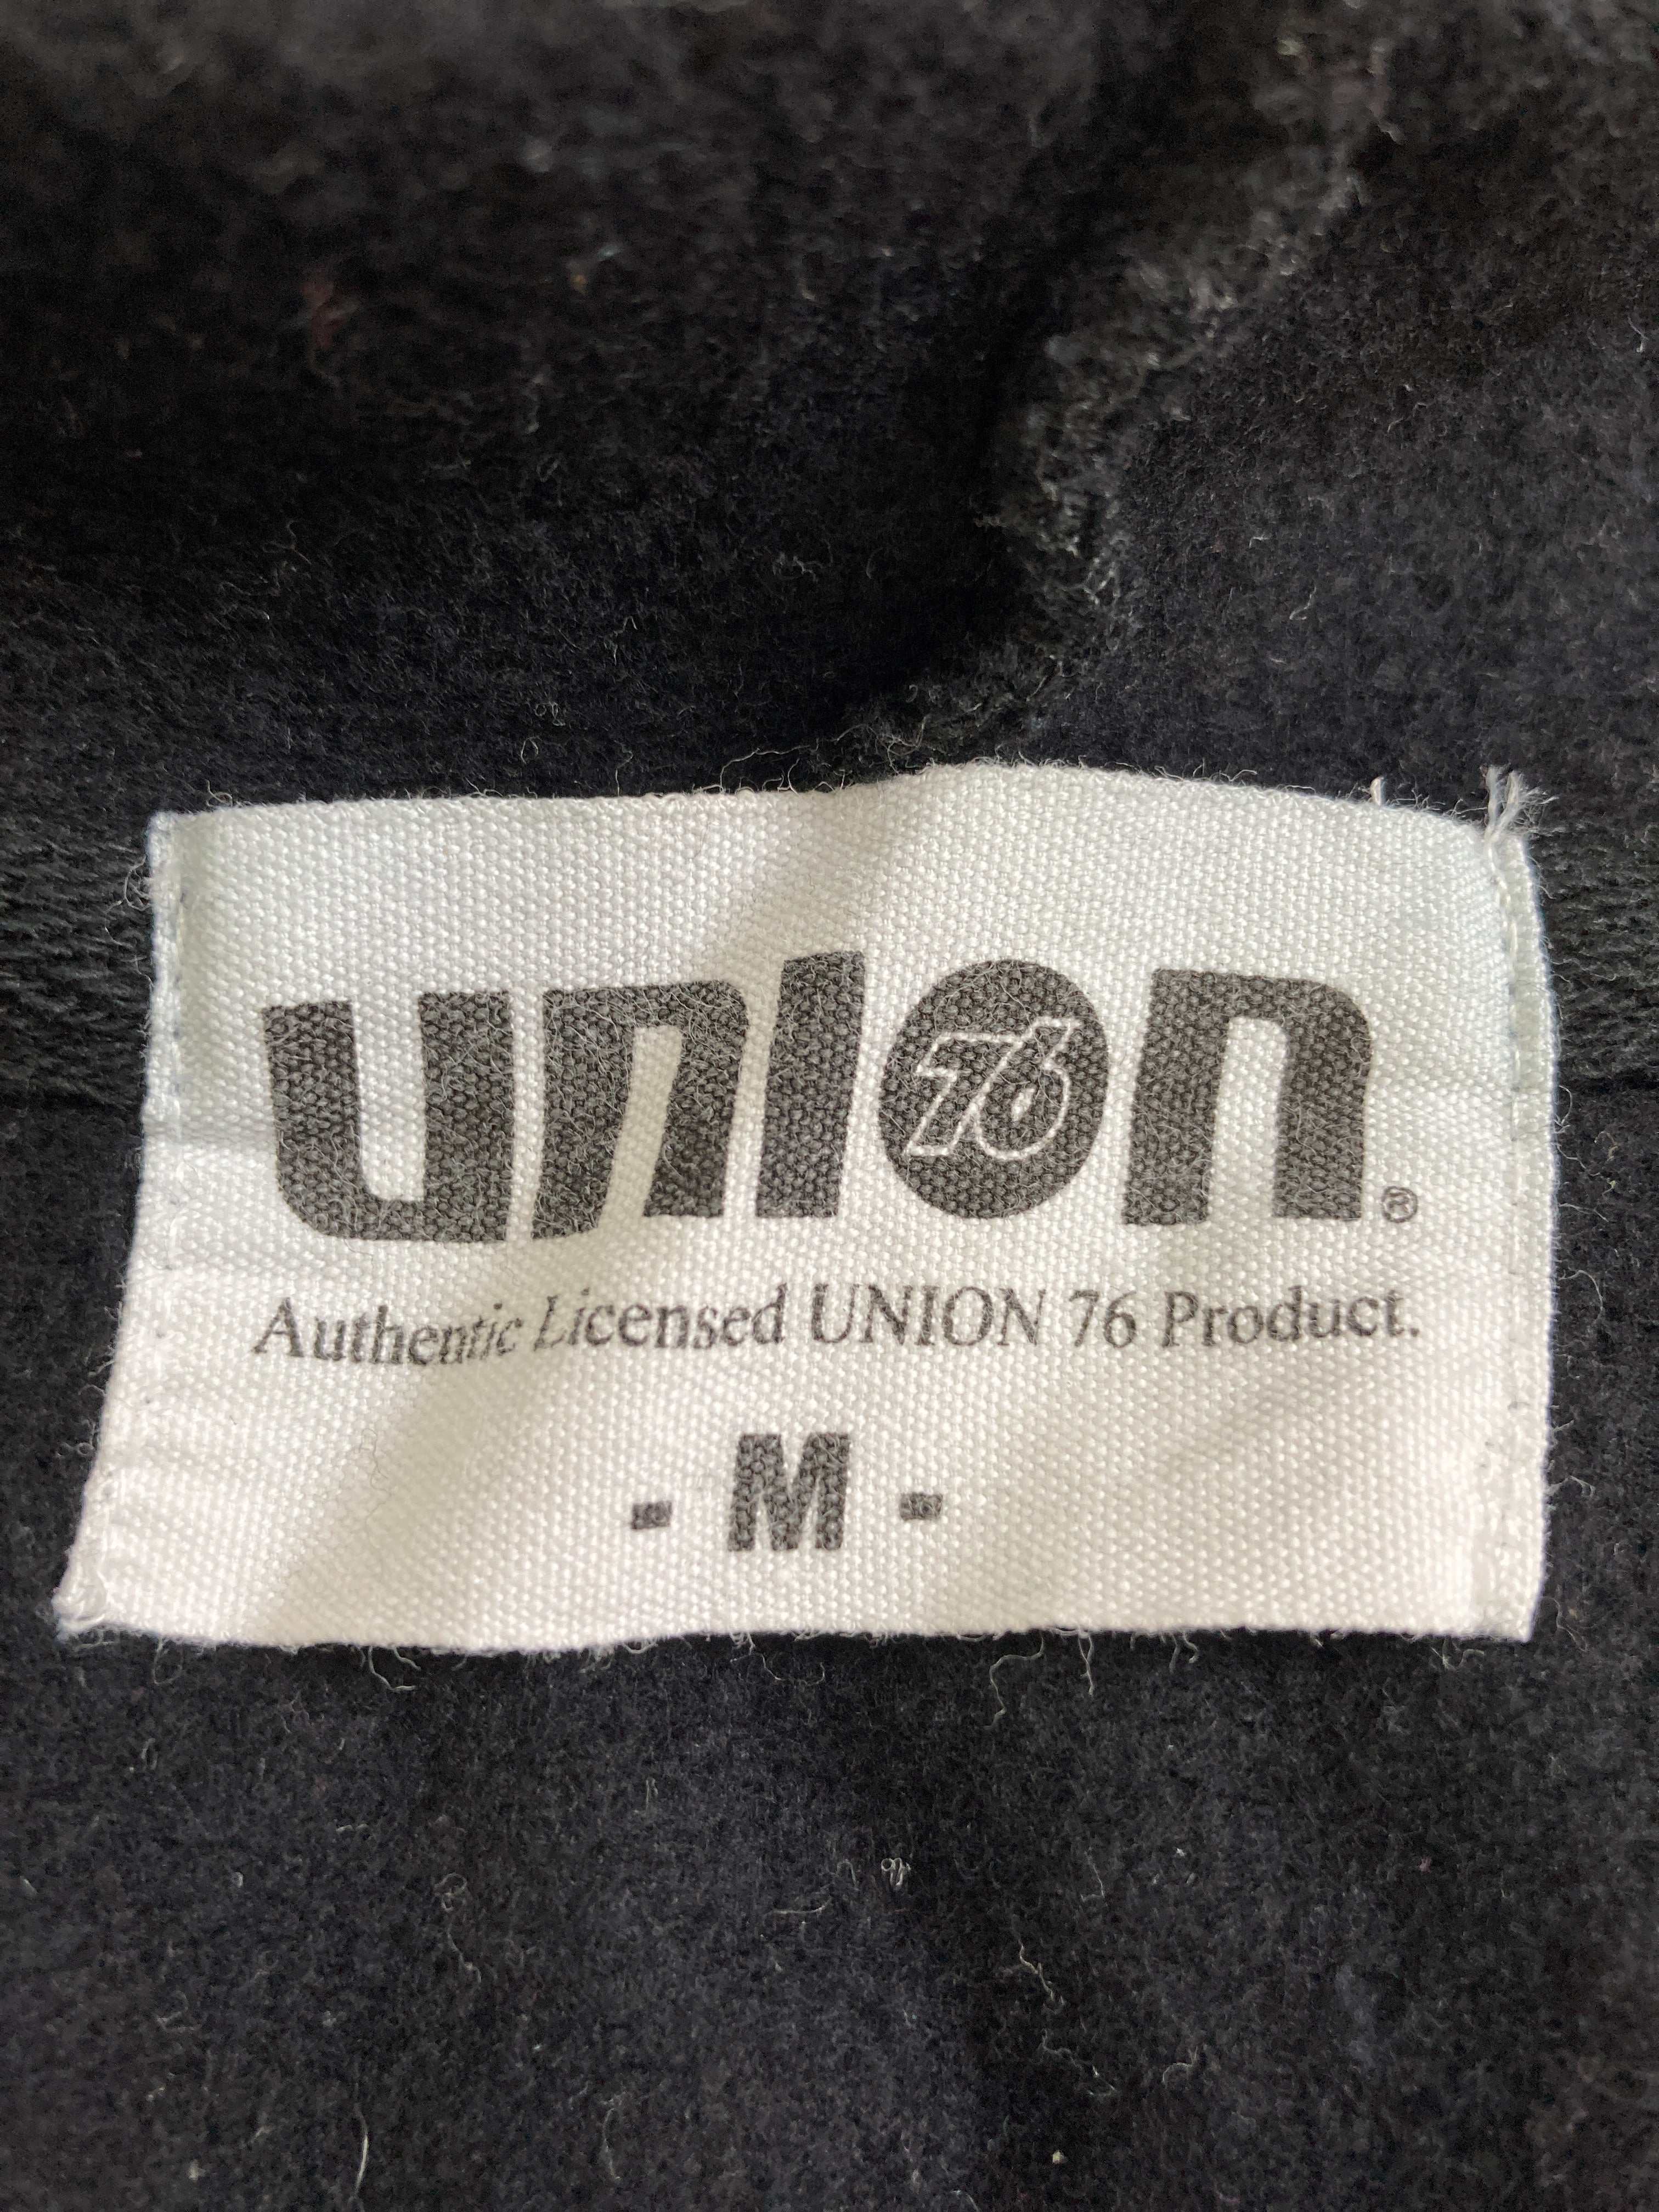 union 76 ®
Authentic Licensed UNION 76 Product.
- M -